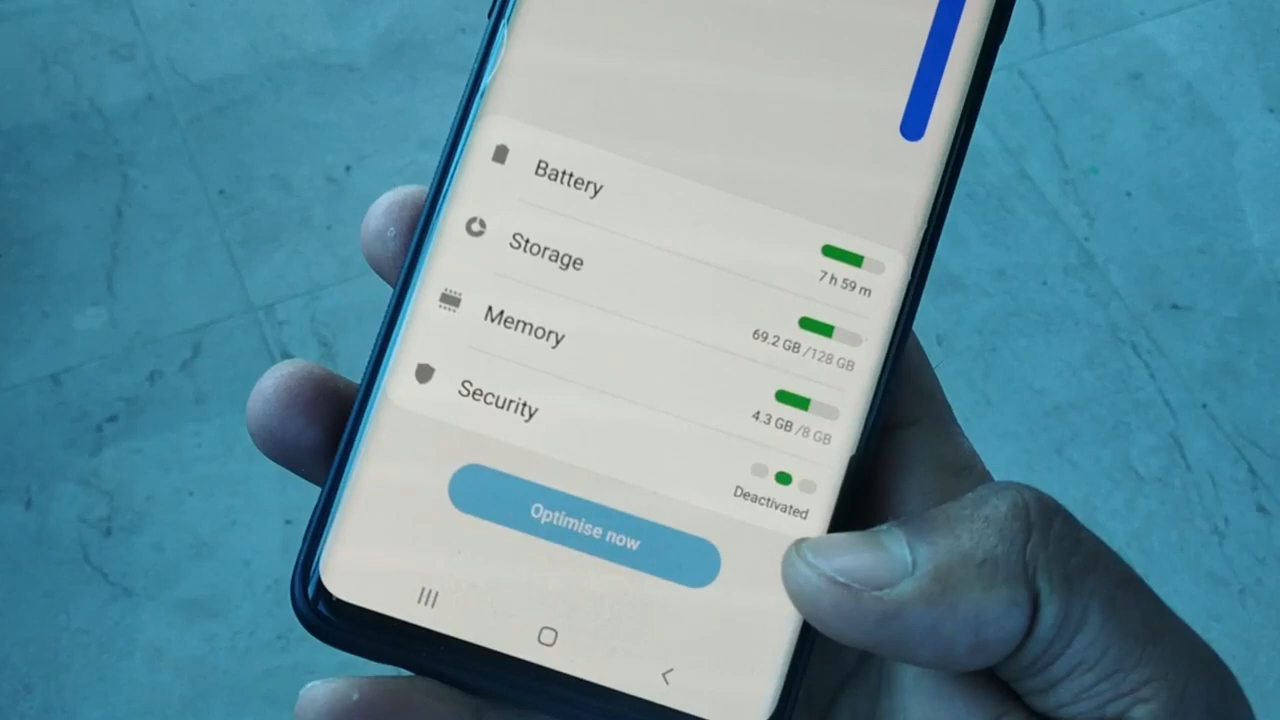 Battery
7 h 59 m
Storage
69.2 GB /128 GB
Memory
4.3 GB /8 GB
Security
Deactivated
Optimise now